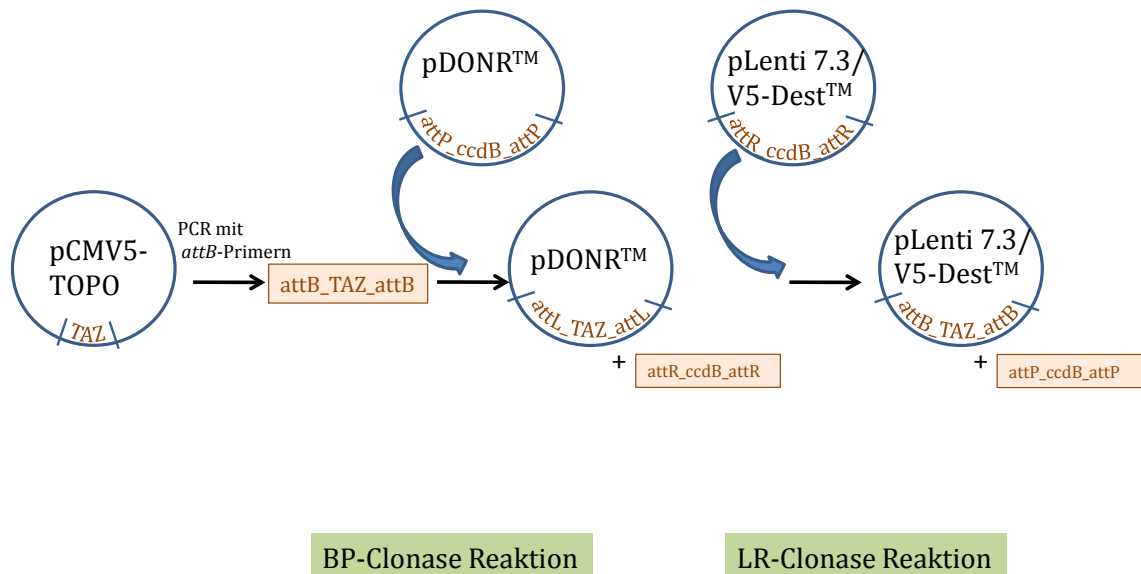 pDONR™
attP_ccdB_attP
pLenti 7.3/
V5-Dest™
attR_ccdB_attR
pCMV5-
TOPO
TAZ
PCR mit
attB-Primern
attB_TAZ_attB
pDONR™
attL_TAZ_attL
+
attR_ccdB_attR
pLenti 7.3/
V5-Dest™
attB_TAZ_attB
+
attP_ccdB_attP
BP-Clonase Reaktion
LR-Clonase Reaktion